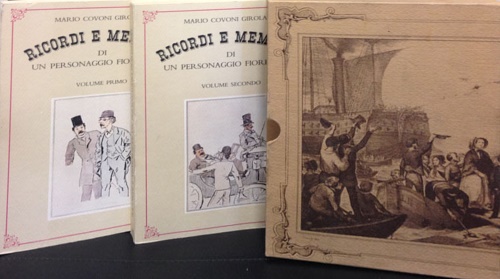 MARIO COVONI GIROLA
RICORDI E MEM
DI
UN PERSONAGGIO FIOR
VOLUME PRIMO
MARIO COVONI GIROLA
RICORDI E MEM
DI
UN PERSONAGGIO FIORE
VOLUME SECONDO